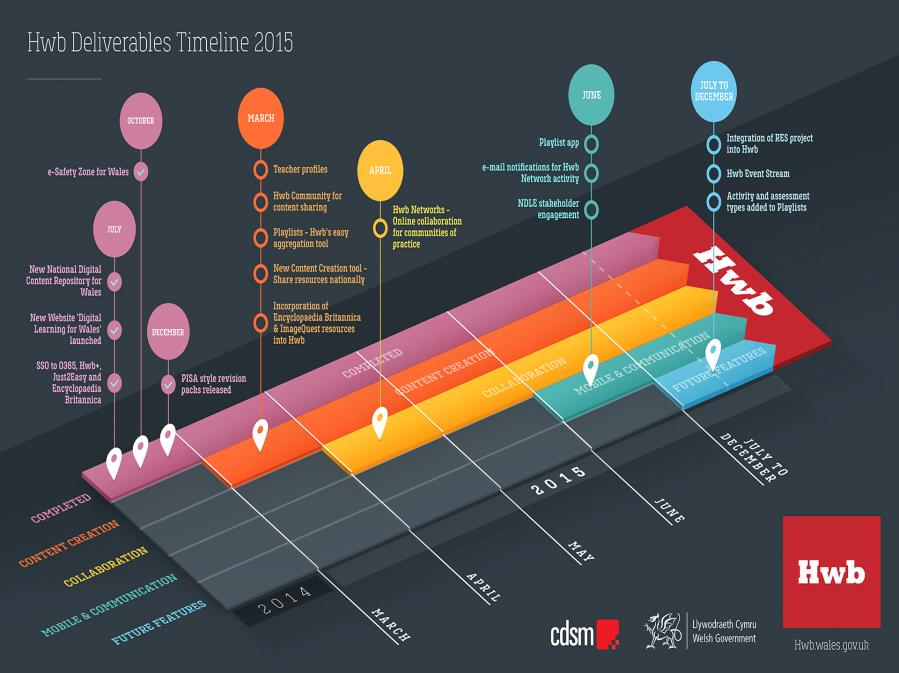 Hwb Deliverables Timeline 2015
OCTOBER
e-Safety Zone for Wales
JULY
New National Digital
Content Repository for
Wales
New Website 'Digital
Learning for Wales'
launched
SSO to O365, Hwb+,
Just2Easy and
Encyclopaedia
Britannica
DECEMBER
PISA style revision
packs released
MARCH
Teacher profiles
Hwb Community for
content sharing
Playlists - Hwb's easy
aggregation tool
New Content Creation tool -
Share resources nationally
Incorporation of
Encyclopaedia Britannica
& ImageQuest resources
into Hwb
APRIL
Hwb Networks -
Online collaboration
for communities of
practice
JUNE
Playlist app
e-mail notifications for Hwb
Network activity
NDLE stakeholder
engagement
JULY TO
DECEMBER
Integration of RES project
into Hwb
Hwb Event Stream
Activity and assessment
types added to Playlists
Hwb
COMPLETED
CONTENT CREATION
COLLABORATION
MOBILE & COMMUNICATION
FUTURE FEATURES
COMPLETED
CONTENT CREATION
COLLABORATION
MOBILE & COMMUNICATION
FUTURE FEATURES
2014
2015
MARCH
APRIL
MAY
JUNE
JULY TO
DECEMBER
cdsm
Llywodraeth Cymru
Welsh Government
Hwb
Hwb.wales.gov.uk